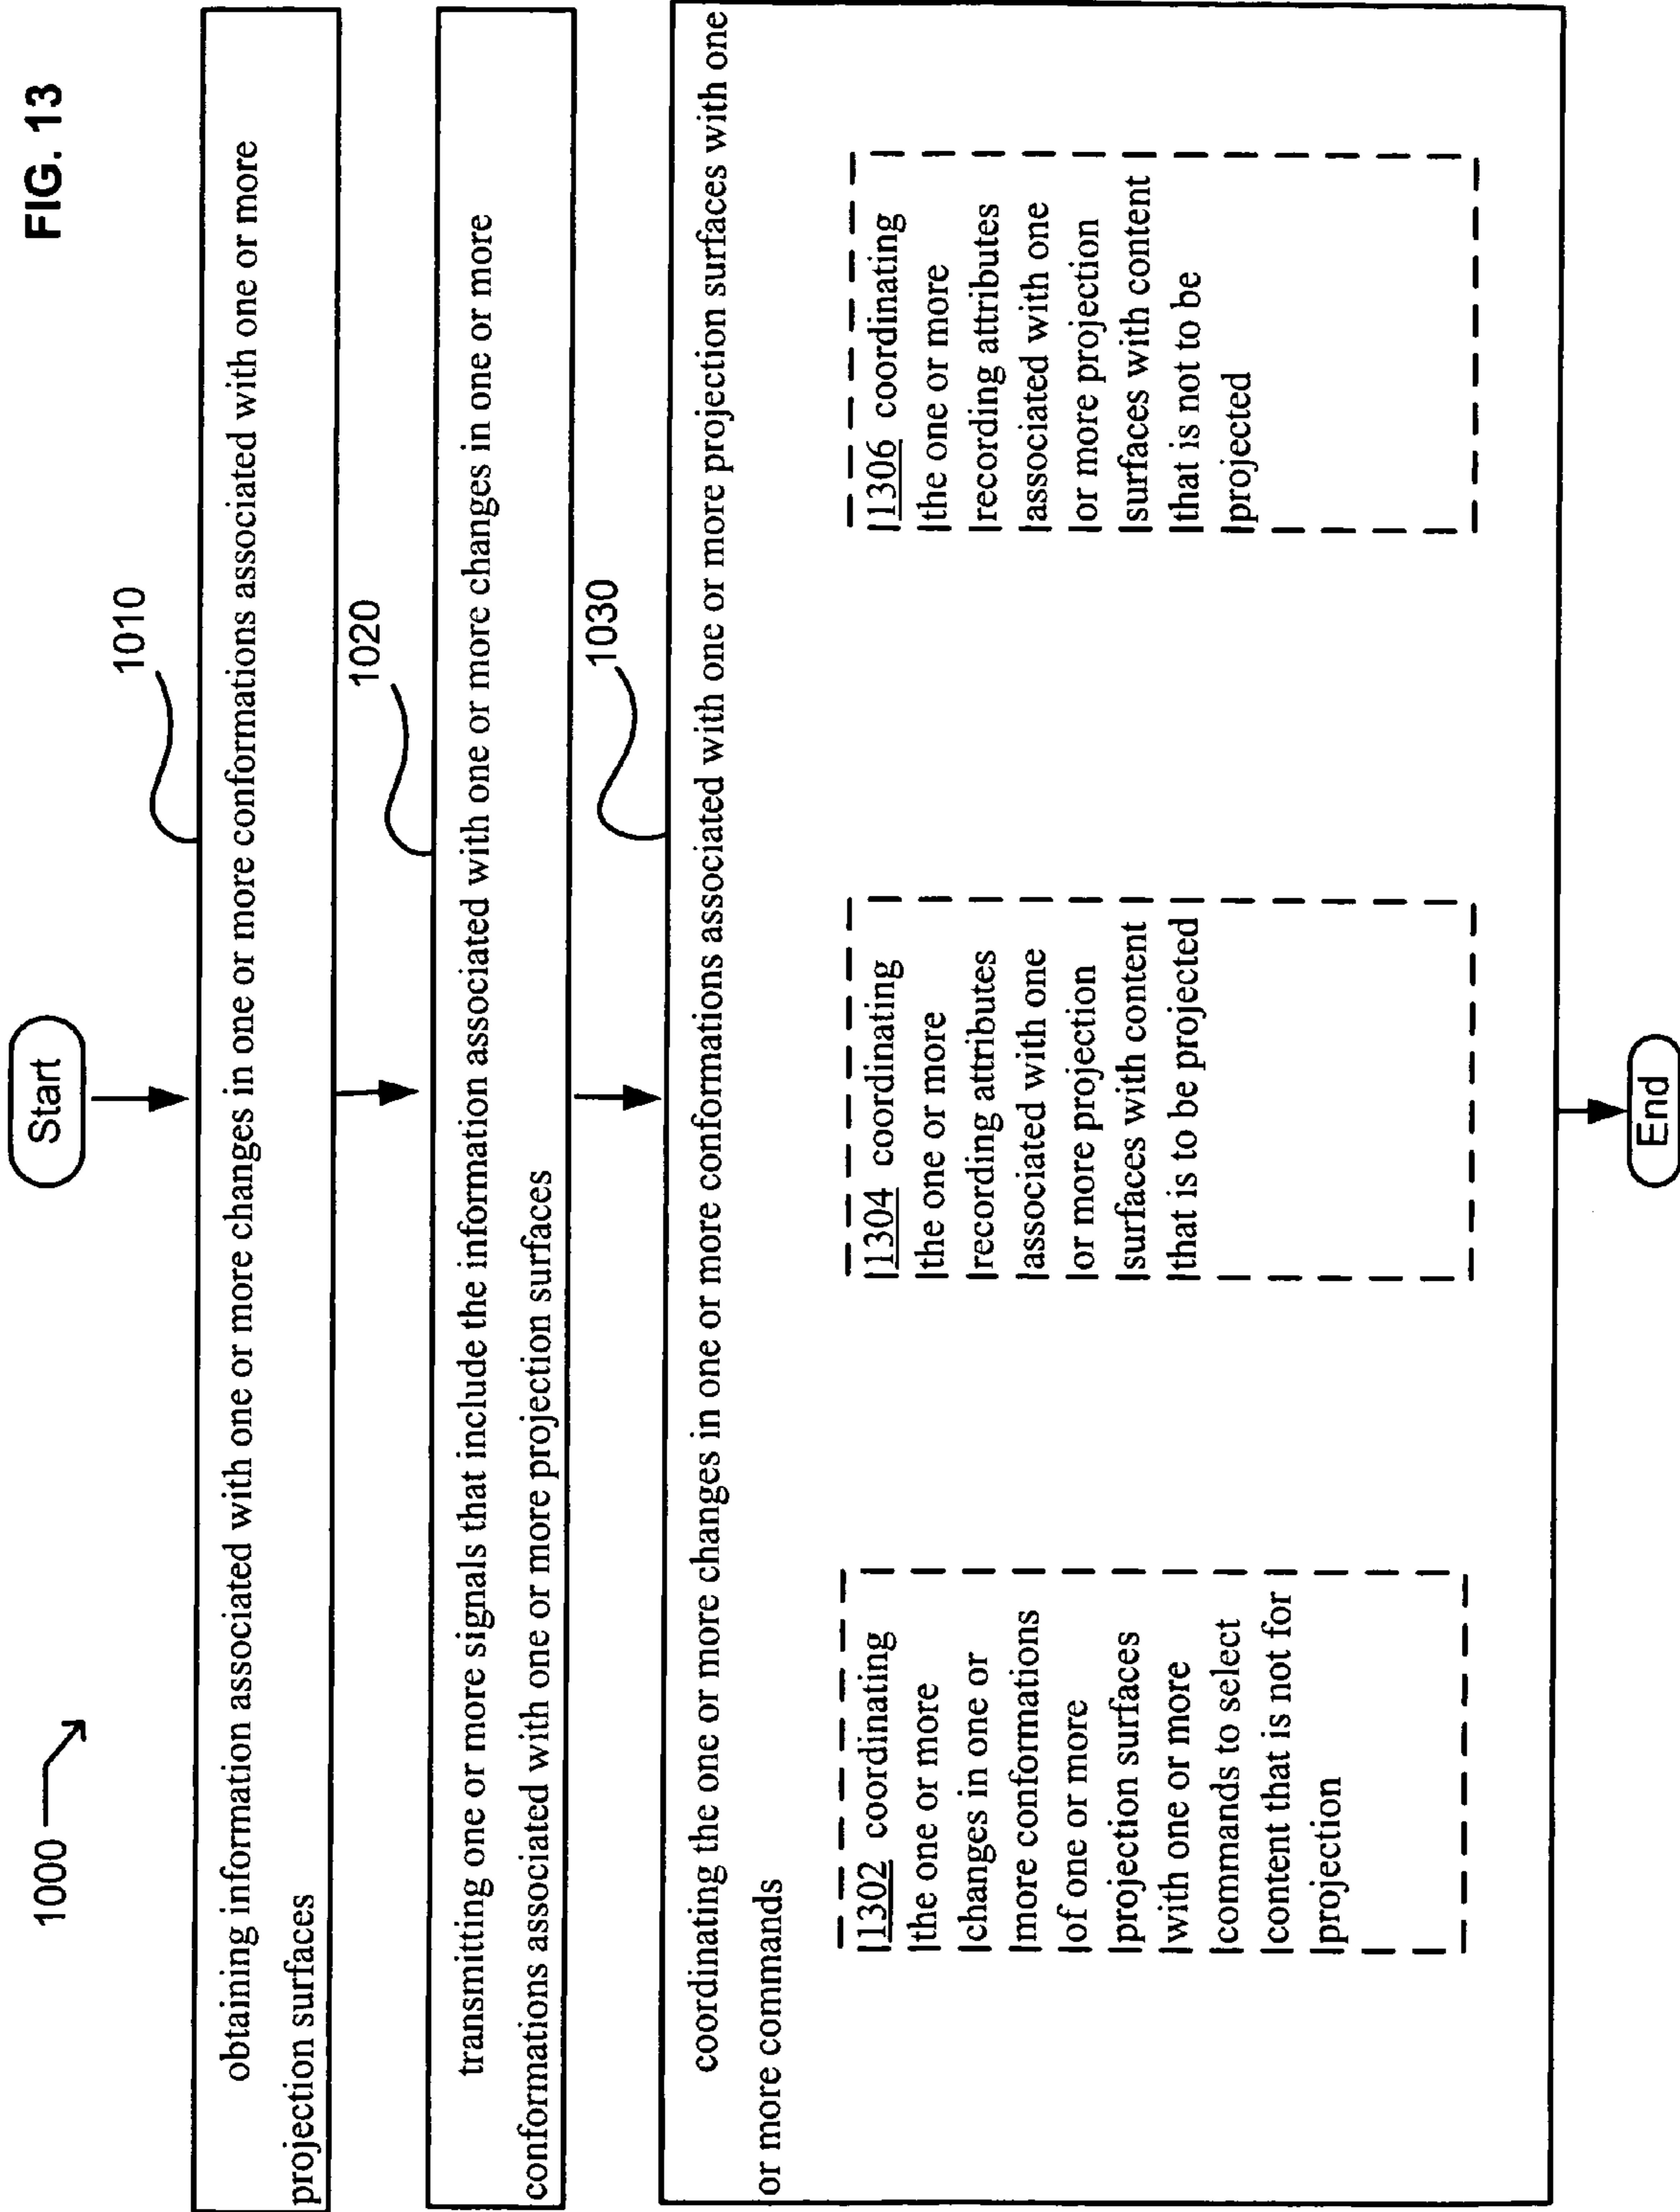 FIG. 13
1000
Start
1010
obtaining information associated with one or more changes in one or more conformations associated with one or more
projection surfaces
1020
transmitting one or more signals that include the information associated with one or more changes in one or more
conformations associated with one or more projection surfaces
1030
coordinating the one or more changes in one or more conformations associated with one or more projection surfaces with one
or more commands
1302 coordinating
the one or more
changes in one or
more conformations
of one or more
projection surfaces
with one or more
commands to select
content that is not for
projection
1304 coordinating
the one or more
recording attributes
associated with one
or more projection
surfaces with content
that is to be projected
1306 coordinating
the one or more
recording attributes
associated with one
or more projection
surfaces with content
that is not to be
projected
End